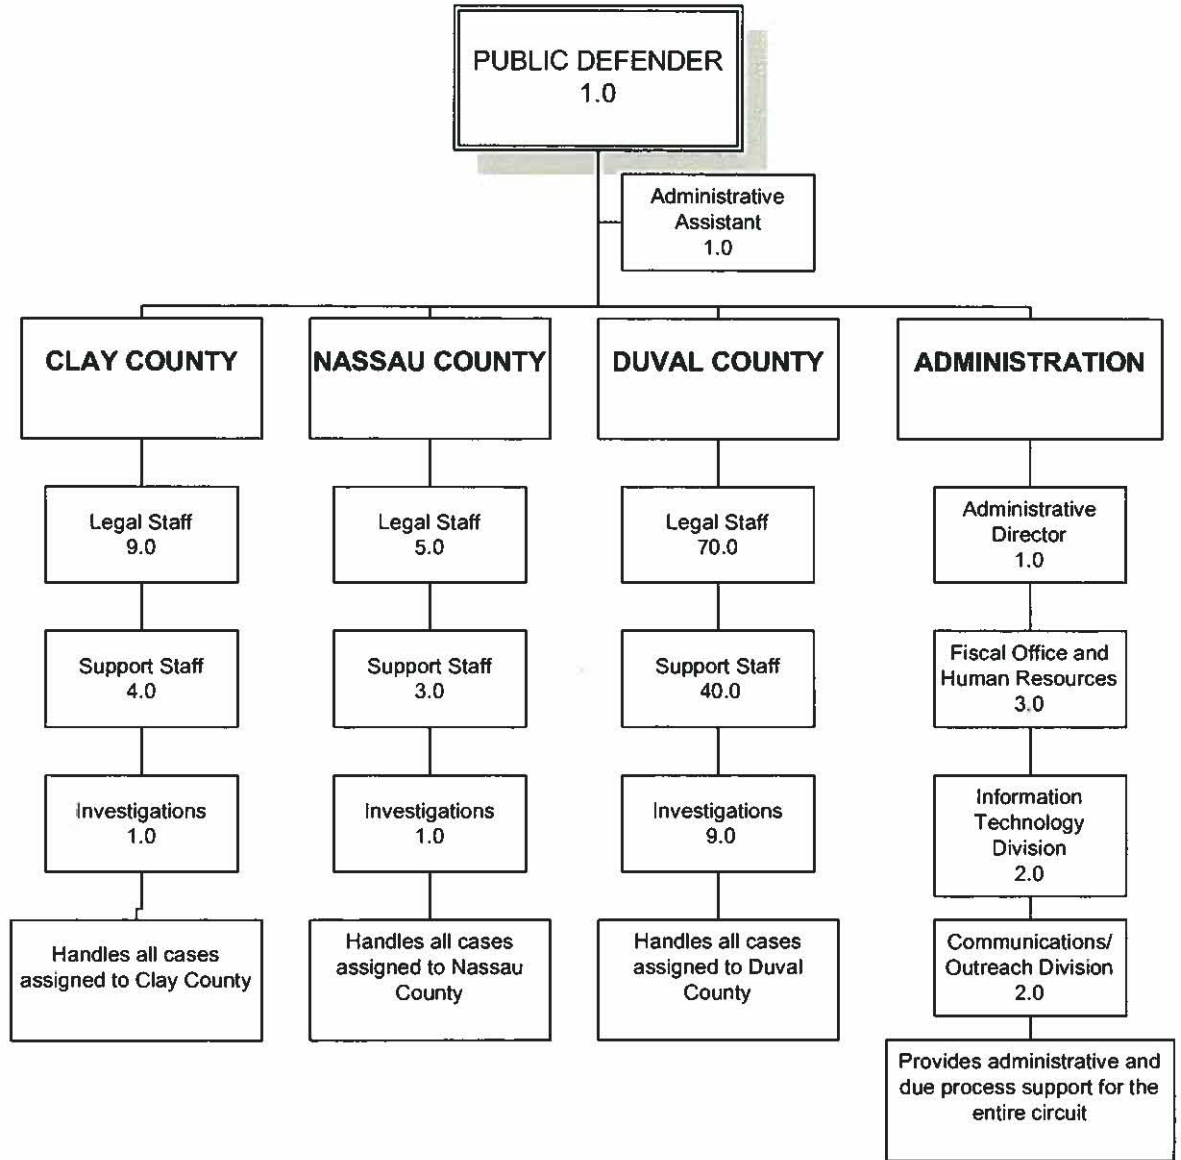 PUBLIC DEFENDER
1.0
Administrative
Assistant
1.0
CLAY COUNTY
NASSAU COUNTY
DUVAL COUNTY
ADMINISTRATION
Legal Staff
9.0
Legal Staff
5.0
Legal Staff
70.0
Administrative
Director
1.0
Support Staff
4.0
Support Staff
3.0
Support Staff
40.0
Fiscal Office and
Human Resources
3.0
Investigations
1.0
Investigations
1.0
Investigations
9.0
Information
Technology
Division
2.0
Handles all cases
assigned to Clay County
Handles all cases
assigned to Nassau
County
Handles all cases
assigned to Duval
County
Communications/
Outreach Division
2.0
Provides administrative and
due process support for the
entire circuit